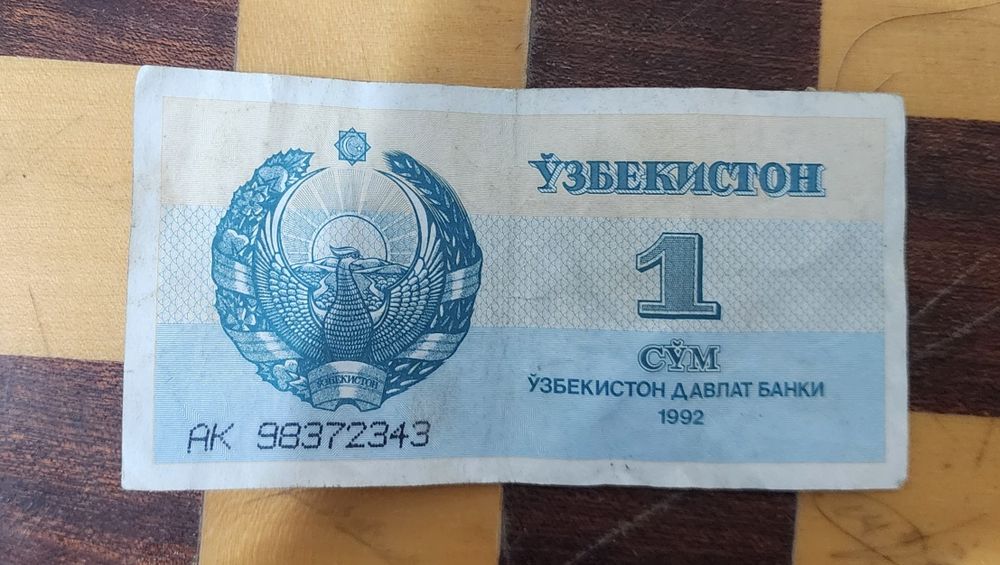 ЎЗБЕКИСТОН
1
СЎМ
ЎЗБЕКИСТОН ДАВЛАТ БАНКИ
1992
ЎЗБЕКИСТОН
АК 98372343